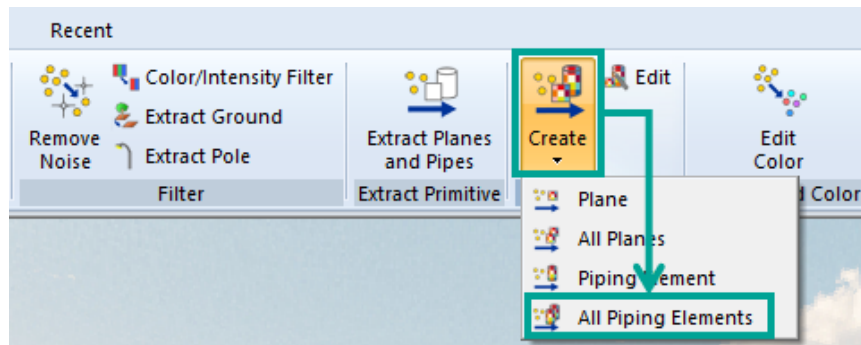 Recent
Remove
Noise
Color/Intensity Filter
Extract Ground
Extract Pole
Filter
Extract Planes
and Pipes
Extract Primitive
Create
Edit
Edit
Color
Color
Plane
All Planes
Piping Element
All Piping Elements